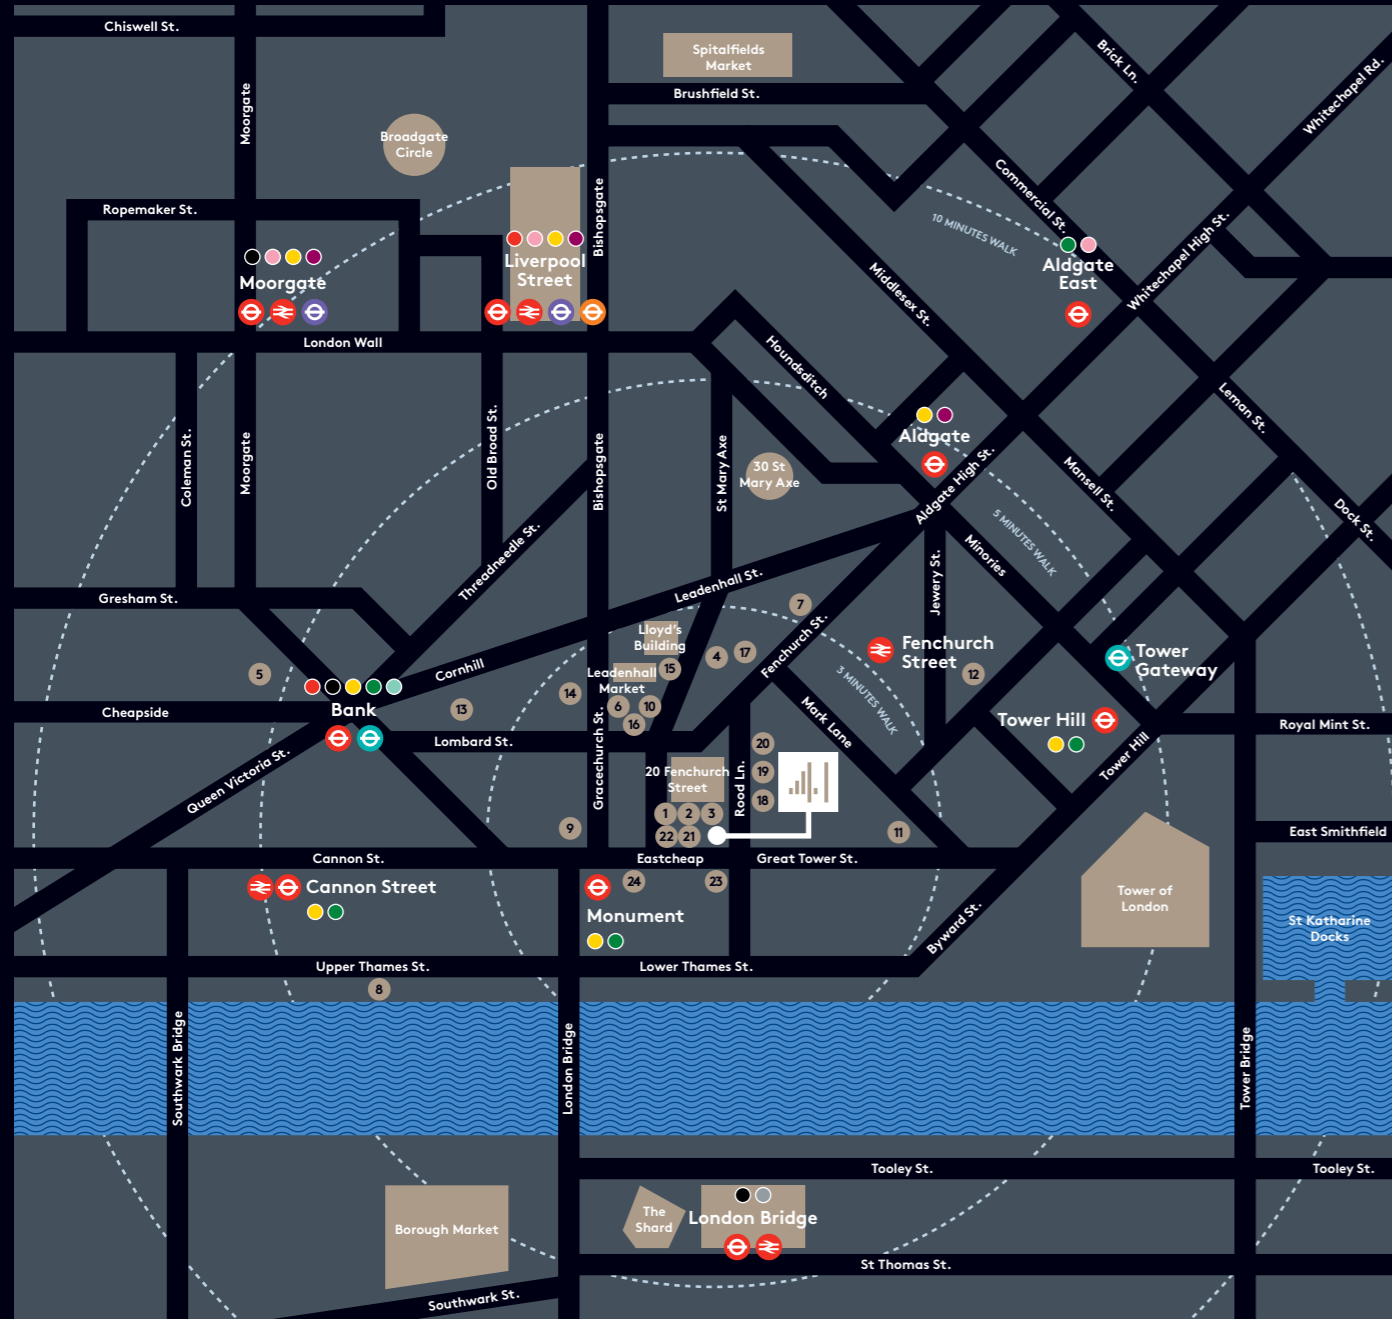 Chiswell St.
Moorgate
Broadgate
Circle
Spitalfields
Market
Brushfield St.
Brick Ln.
Whitechapel Rd.
Ropemaker St.
Bishopsgate
Commercial St.
10 MINUTES WALK
Moorgate
Liverpool
Street
Aldgate
East
Whitechapel High St.
Middlesex St.
London Wall
Houndsditch
Leman St.
Coleman St.
Moorgate
Old Broad St.
Bishopsgate
St Mary Axe
30 St
Mary Axe
Aldgate
Aldgate High St.
Mansell St.
Dock St.
5 MINUTES WALK
Minories
Threadneedle St.
Leadenhall St.
Jewery St.
Gresham St.
7
Lloyd's
Building
Fenchurch St.
Fenchurch
Street
Tower
Gateway
5
Cornhill
15
4
17
12
Leadenhall
Market
3 MINUTES WALK
14
6
10
13
16
Bank
Cheapside
Lombard St.
Gracechurch St.
Mark Lane
Tower Hill
Royal Mint St.
Tower Hill
Queen Victoria St.
20 Fenchurch
Street
Rood Ln.
20
19
18
1
2
3
22
21
9
11
East Smithfield
Cannon St.
Eastcheap
Great Tower St.
Cannon Street
24
23
Monument
Tower of
London
St Katharine
Docks
Byward St.
Upper Thames St.
Lower Thames St.
8
Southwark Bridge
London Bridge
Tower Bridge
Tooley St.
Tooley St.
Borough Market
The
Shard
London Bridge
St Thomas St.
Southwark St.